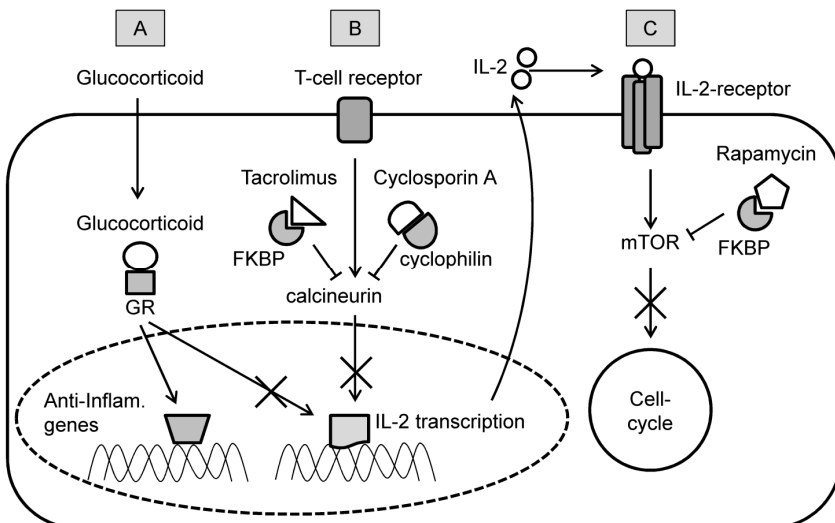 A
Glucocorticoid
Glucocorticoid
GR
Anti-Inflam.
genes
B
T-cell receptor
Tacrolimus
FKBP
Cyclosporin A
cyclophilin
calcineurin
IL-2 transcription
IL-2
C
IL-2-receptor
Rapamycin
FKBP
mTOR
Cell-
cycle